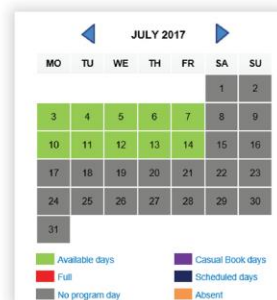 JULY 2017
MO TU WE TH FR SA SU
1 2
3 4 5 6 7 8 9
10 11 12 13 14 15 16
17 18 19 20 21 22 23
24 25 26 27 28 29 30
31
Available days Casual Book days
Full Scheduled days
No program day Absent